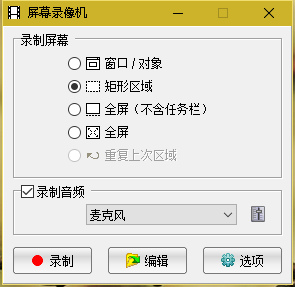 屏幕录像机
录制屏幕
窗口 / 对象
矩形区域
全屏（不含任务栏）
全屏
重复上次区域
录制音频
麦克风
录制 编辑 选项